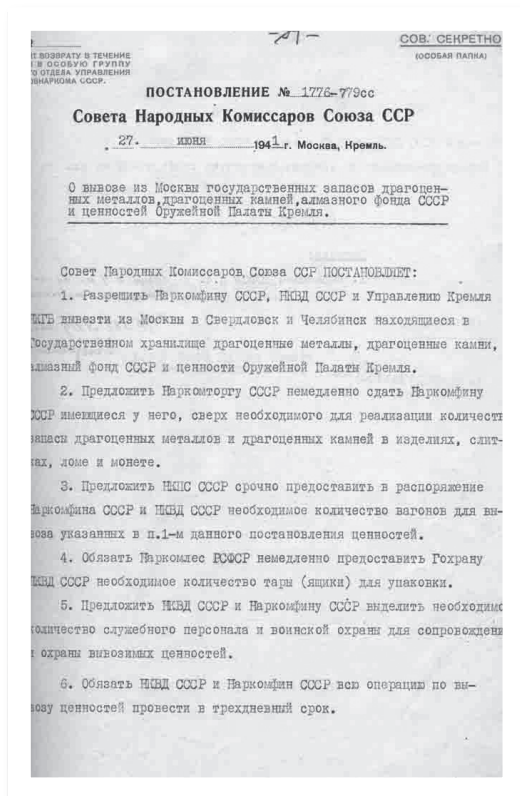 СОВ. СЕКРЕТНО
(ОСОБАЯ ПАПКА)
ВОЗВРАТУ В ТЕЧЕНИЕ
В ОСОБУЮ ГРУППУ
ОТДЕЛА УПРАВЛЕНИЯ
ВНАРКОМА СССР.
ПОСТАНОВЛЕНИЕ № 1776-779сс
Совета Народных Комиссаров Союза ССР
27. июня 1941 г. Москва, Кремль.
О вывозе из Москвы государственных запасов драгоцен-
ных металлов,драгоценных камней,алмазного фонда СССР
и ценностей Оружейной Палаты Кремля.
Совет Народных Комиссаров Союза ССР ПОСТАНОВЛЯЕТ:
1. Разрешить Наркомфину СССР, НКВД СССР и Управлению Кремля
НКГБ вывезти из Москвы в Свердловск и Челябинск находящиеся в
Государственном хранилище драгоценные металлы, драгоценные камни,
алмазный фонд СССР и ценности Оружейной Палаты Кремля.
2. Предложить Наркомторгу СССР немедленно сдать Наркомфину
СССР имеющиеся у него, сверх необходимого для реализации количеств
запасы драгоценных металлов и драгоценных камней в изделиях, слит-
ках, ломе и монете.
3. Предложить НКПС СССР срочно предоставить в распоряжение
Наркомфина СССР и НКВД СССР необходимое количество вагонов для вы-
воза указанных в п.1-м данного постановления ценностей.
4. Обязать Наркомлес РСФСР немедленно предоставить Гохрану
НКВД СССР необходимое количество тары (ящики) для упаковки.
5. Предложить НКВД СССР и Наркомфину СССР выделить необходимо
количество служебного персонала и воинской охраны для сопровождени
и охраны вывозимых ценностей.
6. Обязать НКВД СССР и Наркомфин СССР всю операцию по вы-
возу ценностей провести в трехдневный срок.